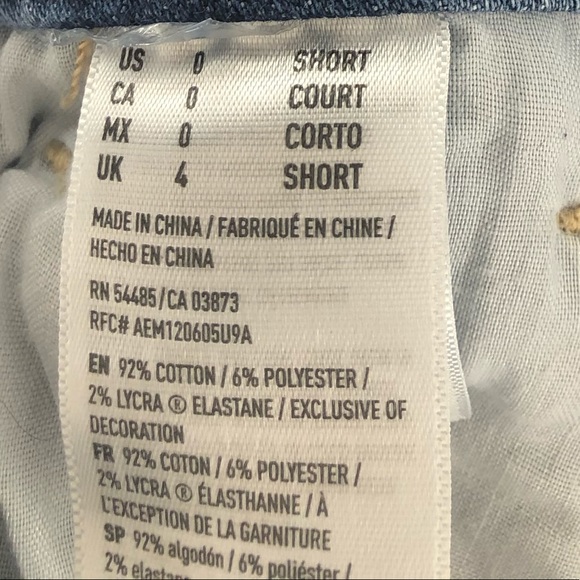 US 0 SHORT
CA 0 COURT
MX 0 CORTO
UK 4 SHORT
MADE IN CHINA / FABRIQUÉ EN CHINE /
HECHO EN CHINA
RN 54485/CA 03873
RFC# AEM120605U9A
EN 92% COTTON / 6% POLYESTER /
2% LYCRA ® ELASTANE / EXCLUSIVE OF
DECORATION
FR 92% COTON / 6% POLYESTER /
2% LYCRA ® ÉLASTHANNE / À
L'EXCEPTION DE LA GARNITURE
SP 92% algodón / 6% poliéster /
2% elastan